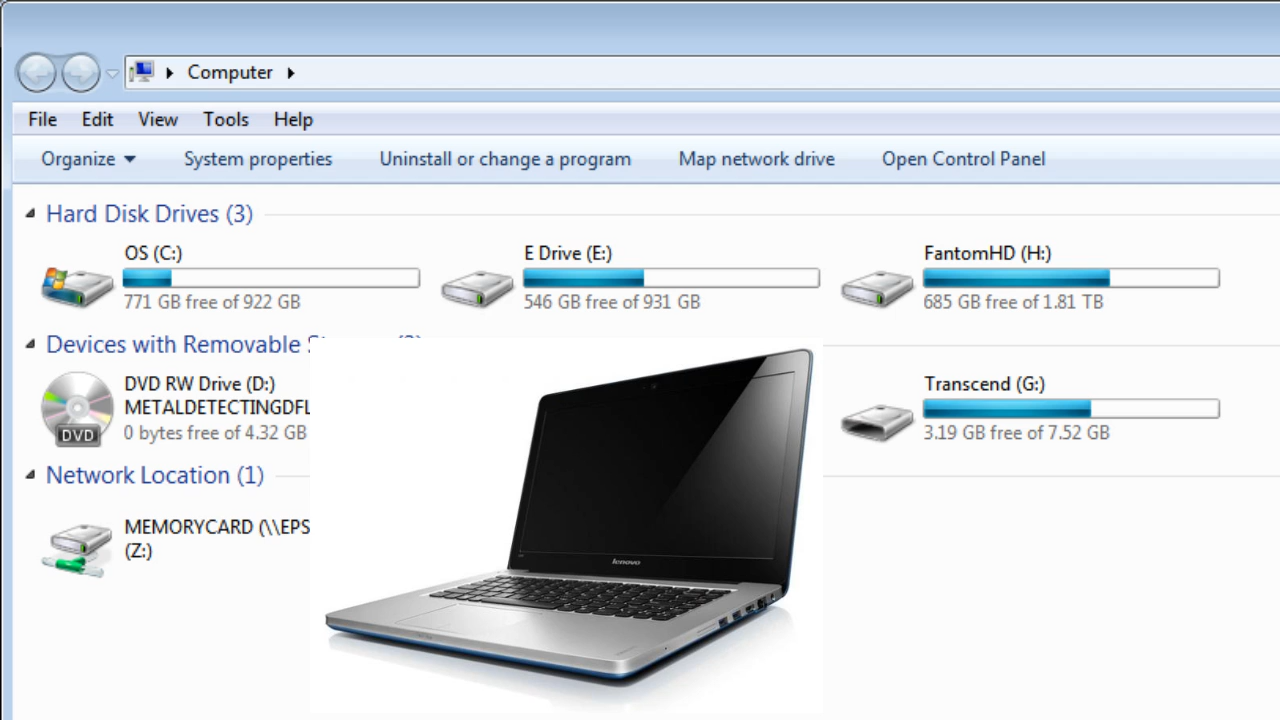 Computer
File Edit View Tools Help
Organize System properties Uninstall or change a program Map network drive Open Control Panel
Hard Disk Drives (3)
OS (C:)
771 GB free of 922 GB
E Drive (E:)
546 GB free of 931 GB
FantomHD (H:)
685 GB free of 1.81 TB
Devices with Removable
DVD RW Drive (D:)
METALDETECTINGDFL
0 bytes free of 4.32 GB
DVD
Transcend (G:)
3.19 GB free of 7.52 GB
Network Location (1)
MEMORYCARD (\\EPS
(Z:)
lenovo